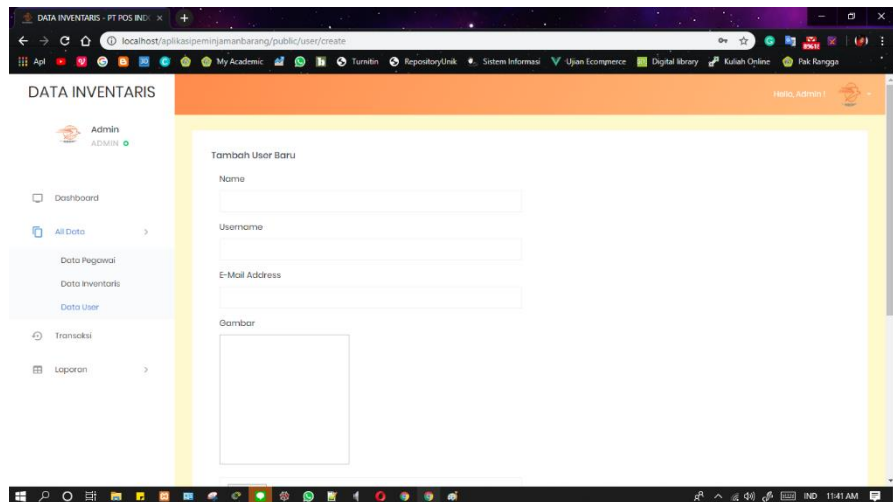 DATA INVENTARIS - PT POS INDO
localhost/aplikasipeminjamanbarang/public/user/create
Apl
My Academic
Turnitin
RepositoryUnik
Sistem Informasi
Ujian Ecommerce
Digital library
Kuliah Online
Pak Rangga
DATA INVENTARIS
Hello, Admin !
Admin
ADMIN
Tambah User Baru
Name
Dashboard
Username
All Data
Data Pegawai
E-Mail Address
Data Inventaris
Data User
Gambar
Transaksi
Laporan
IND
11:41 AM